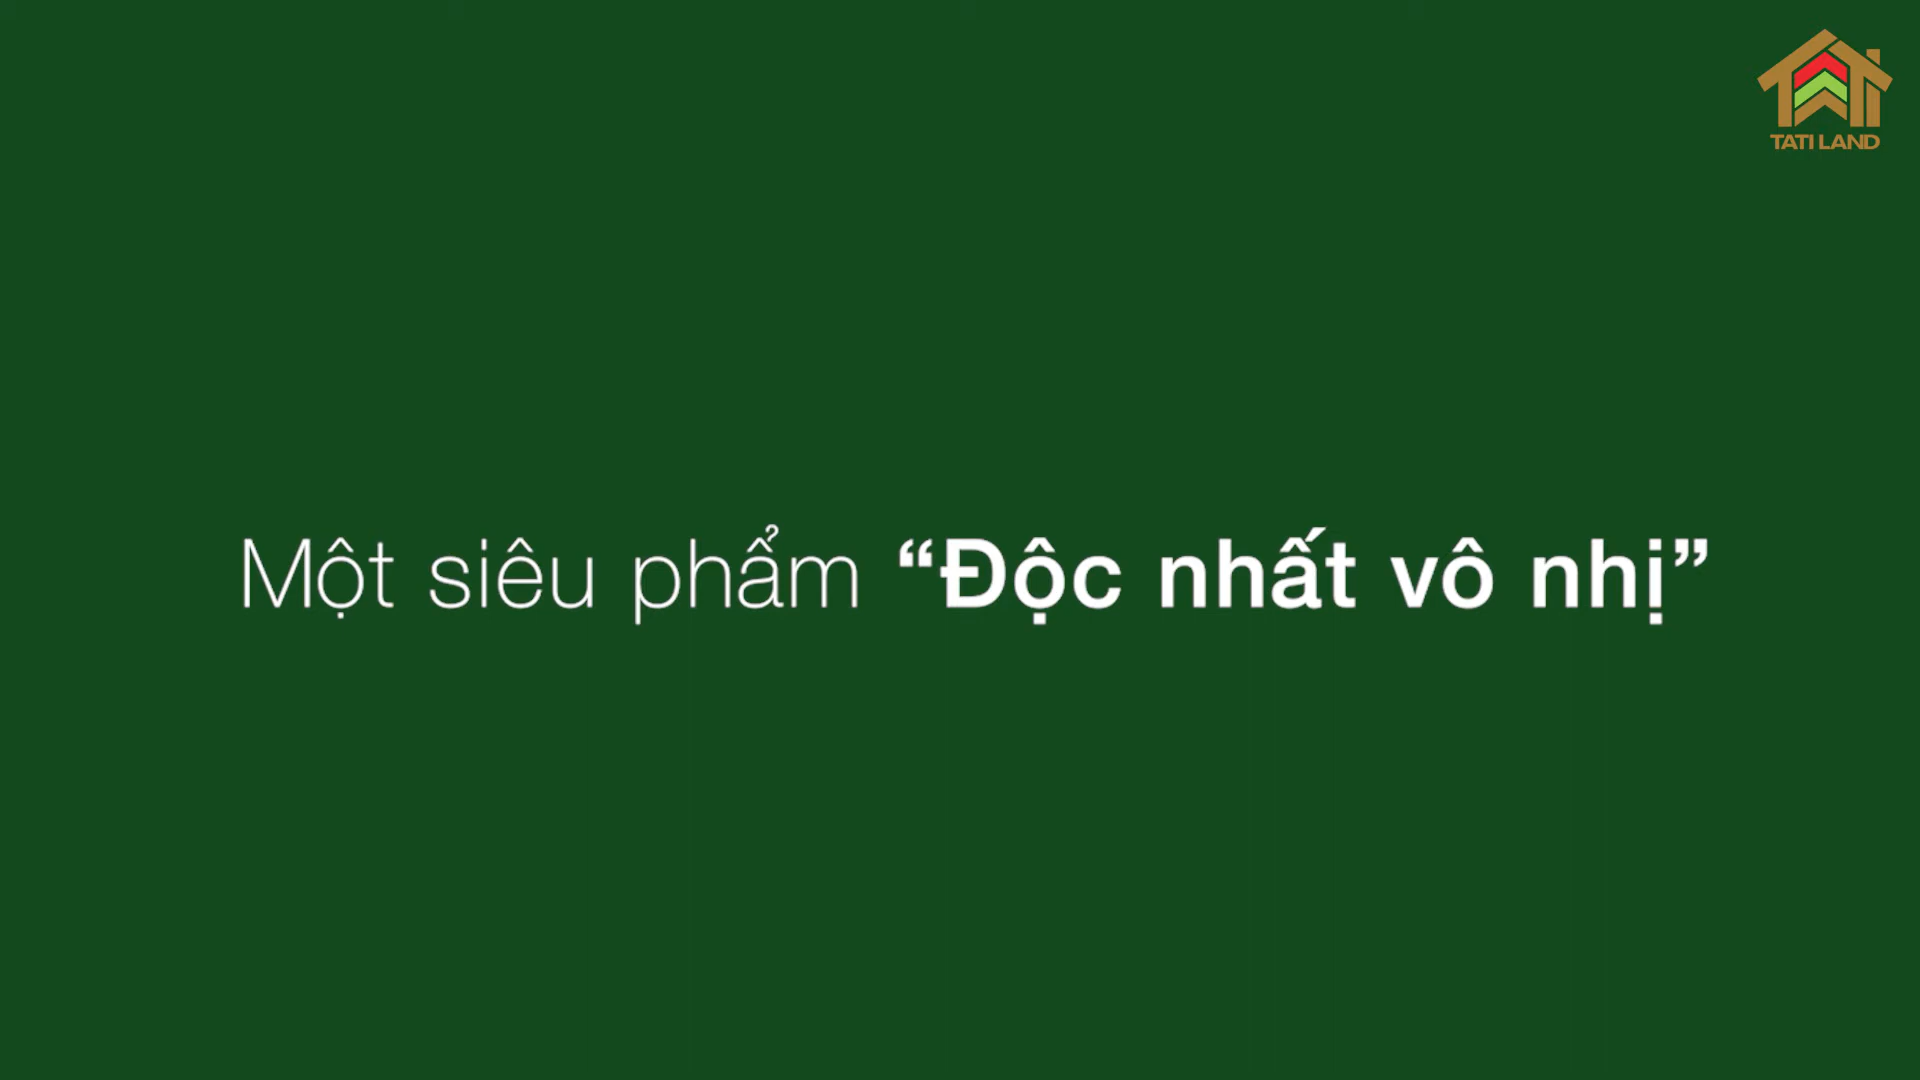 TATI LAND
Một siêu phẩm “Độc nhất vô nhị”